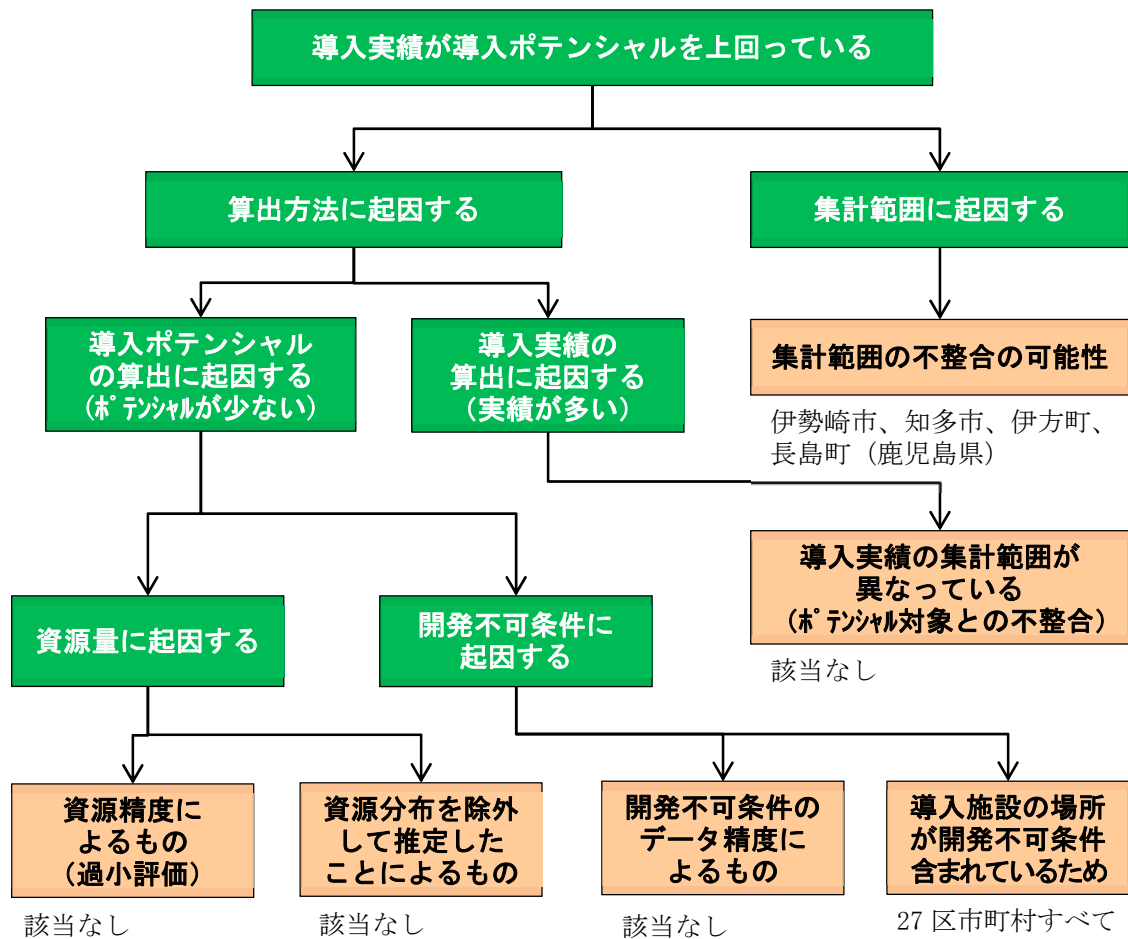 導入実績が導入ポテンシャルを上回っている
算出方法に起因する
集計範囲に起因する
導入ポテンシャル
の算出に起因する
(ﾎﾟﾃﾝｼｬﾙが少ない)
導入実績の
算出に起因する
(実績が多い)
集計範囲の不整合の可能性
伊勢崎市、知多市、伊方町、
長島町（鹿児島県）
導入実績の集計範囲が
異なっている
(ﾎﾟﾃﾝｼｬﾙ対象との不整合)
該当なし
資源量に起因する
開発不可条件に
起因する
資源精度に
よるもの
(過小評価)
該当なし
資源分布を除外
して推定した
ことによるもの
該当なし
開発不可条件の
データ精度に
よるもの
該当なし
導入施設の場所
が開発不可条件
含まれているため
27 区市町村すべて